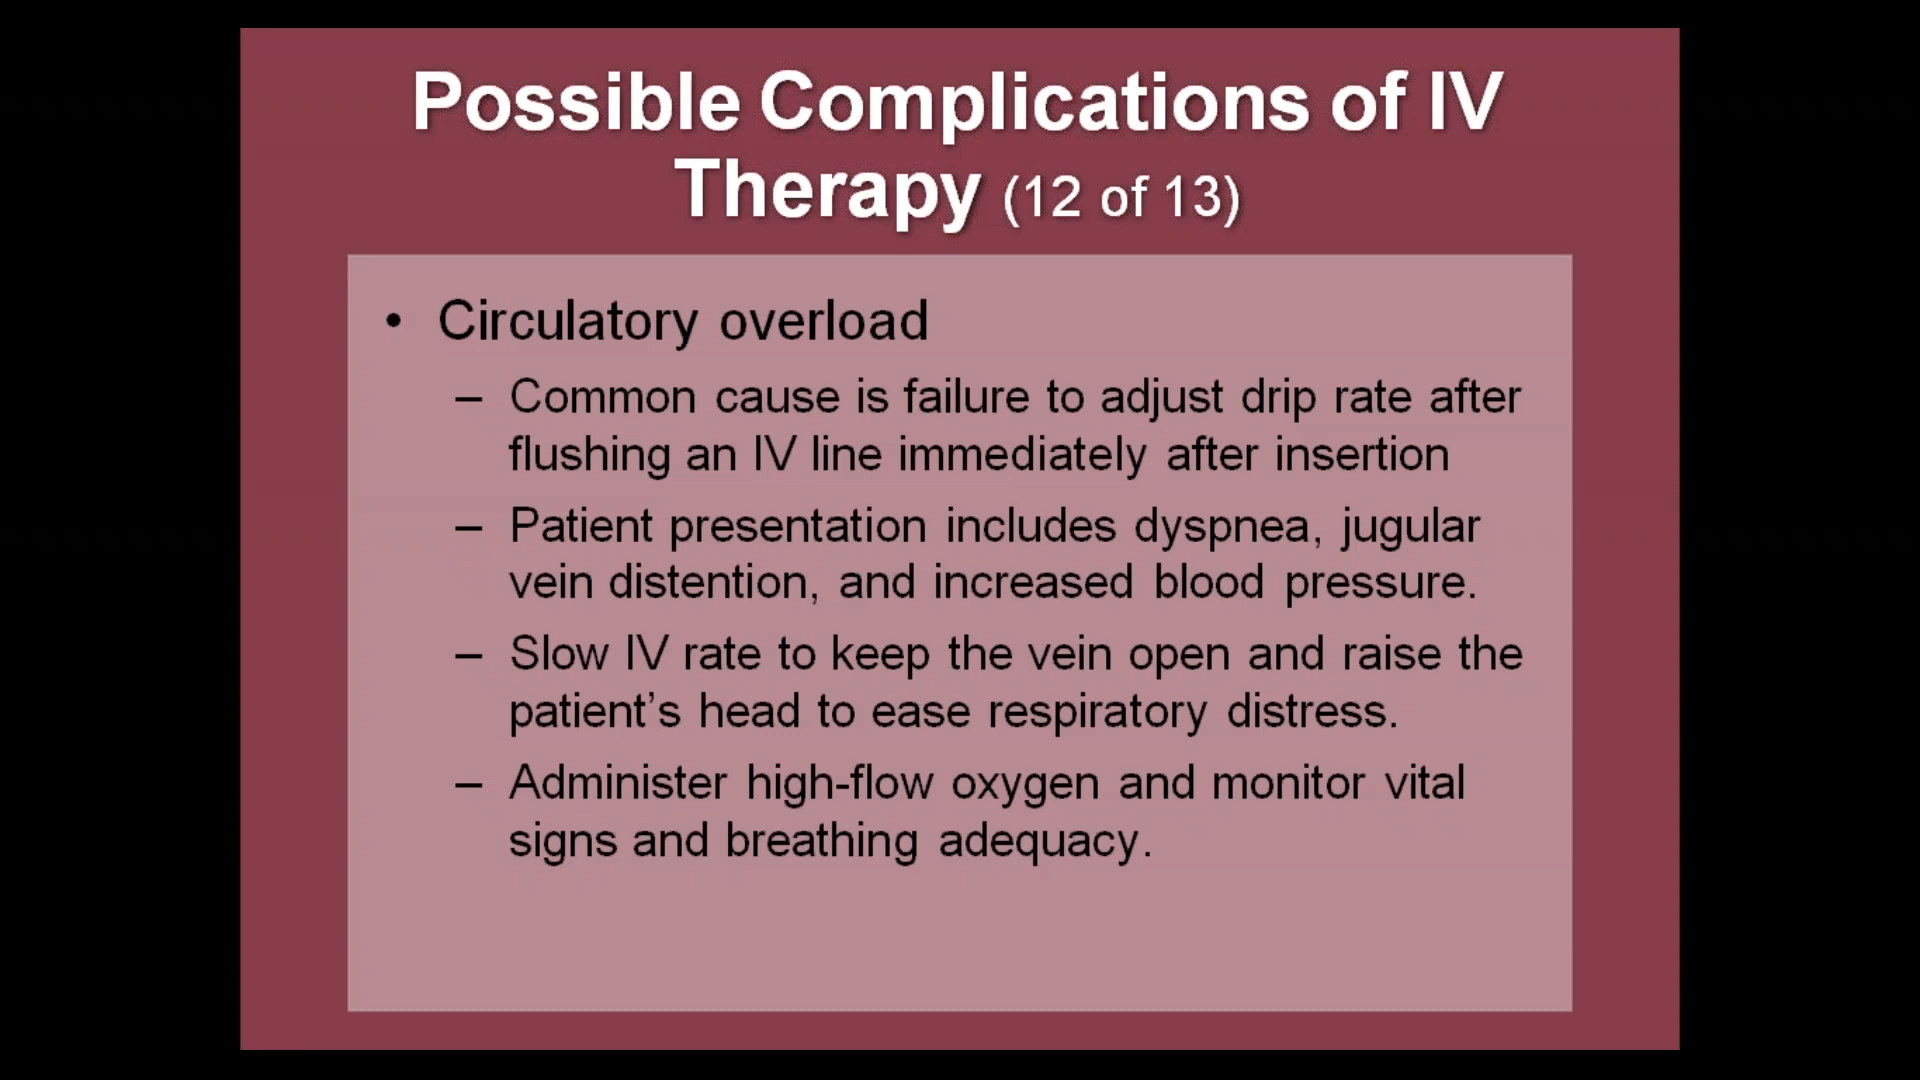 Possible Complications of IV
Therapy (12 of 13)
• Circulatory overload
– Common cause is failure to adjust drip rate after
flushing an IV line immediately after insertion
– Patient presentation includes dyspnea, jugular
vein distention, and increased blood pressure.
– Slow IV rate to keep the vein open and raise the
patient’s head to ease respiratory distress.
– Administer high-flow oxygen and monitor vital
signs and breathing adequacy.